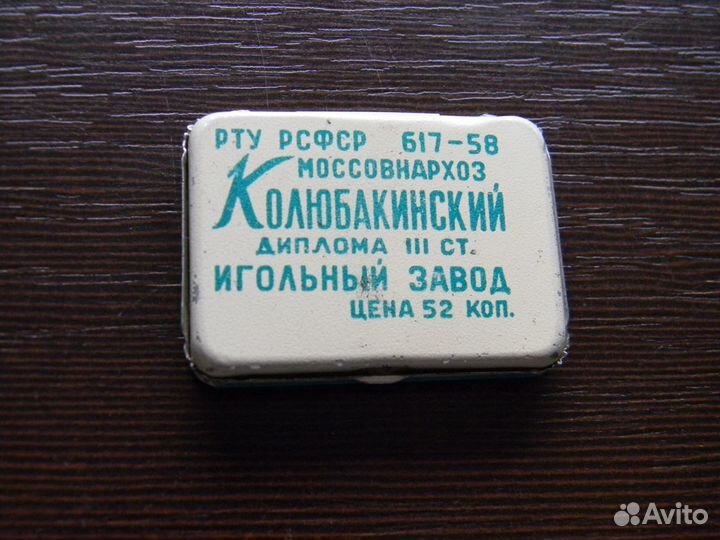 РТУ РСФСР 617-58
МОССОВНАРХОЗ
КОЛЮБАКИНСКИЙ
ДИПЛОМА III СТ.
ИГОЛЬНЫЙ ЗАВОД
ЦЕНА 52 КОП.
Avito